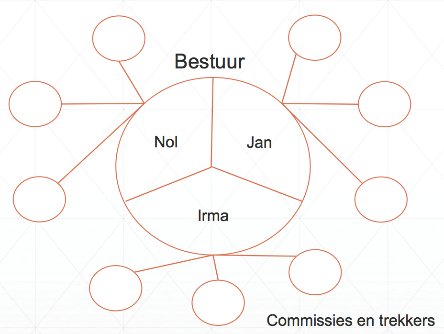 Bestuur
Nol
Jan
Irma
Commissies en trekkers